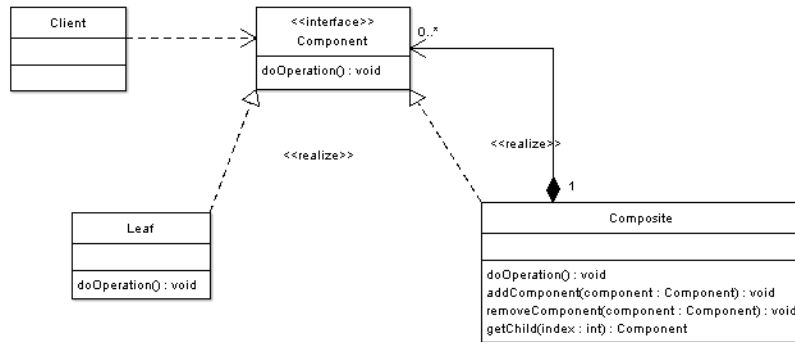 Client
<<interface>>
Component
0..*
doOperation() : void
<<realize>>
<<realize>>
1
Leaf
doOperation() : void
Composite
doOperation() : void
addComponent(component : Component) : void
removeComponent(component : Component) : void
getChild(index : int) : Component